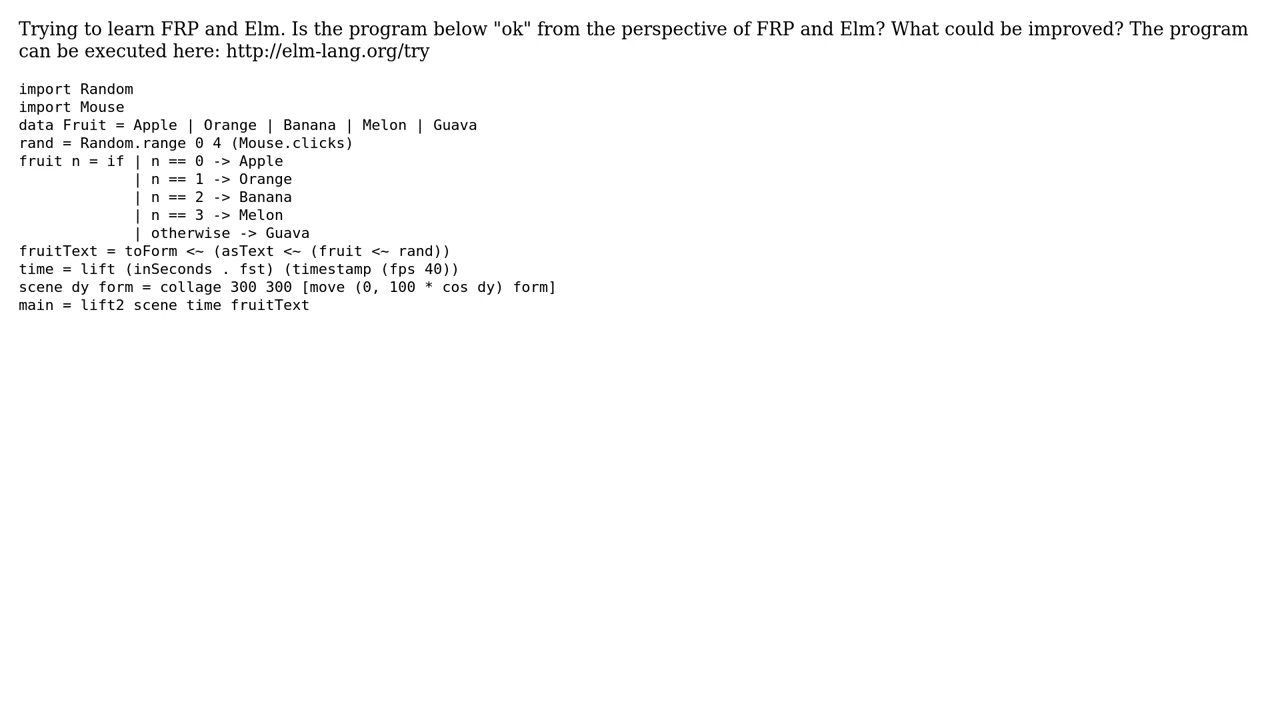 Trying to learn FRP and Elm. Is the program below "ok" from the perspective of FRP and Elm? What could be improved? The program
can be executed here: http://elm-lang.org/try
import Random
import Mouse
data Fruit = Apple | Orange | Banana | Melon | Guava
rand = Random.range 0 4 (Mouse.clicks)
fruit n = if | n == 0 -> Apple
             | n == 1 -> Orange
             | n == 2 -> Banana
             | n == 3 -> Melon
             | otherwise -> Guava
fruitText = toForm <~ (asText <~ (fruit <~ rand))
time = lift (inSeconds . fst) (timestamp (fps 40))
scene dy form = collage 300 300 [move (0, 100 * cos dy) form]
main = lift2 scene time fruitText